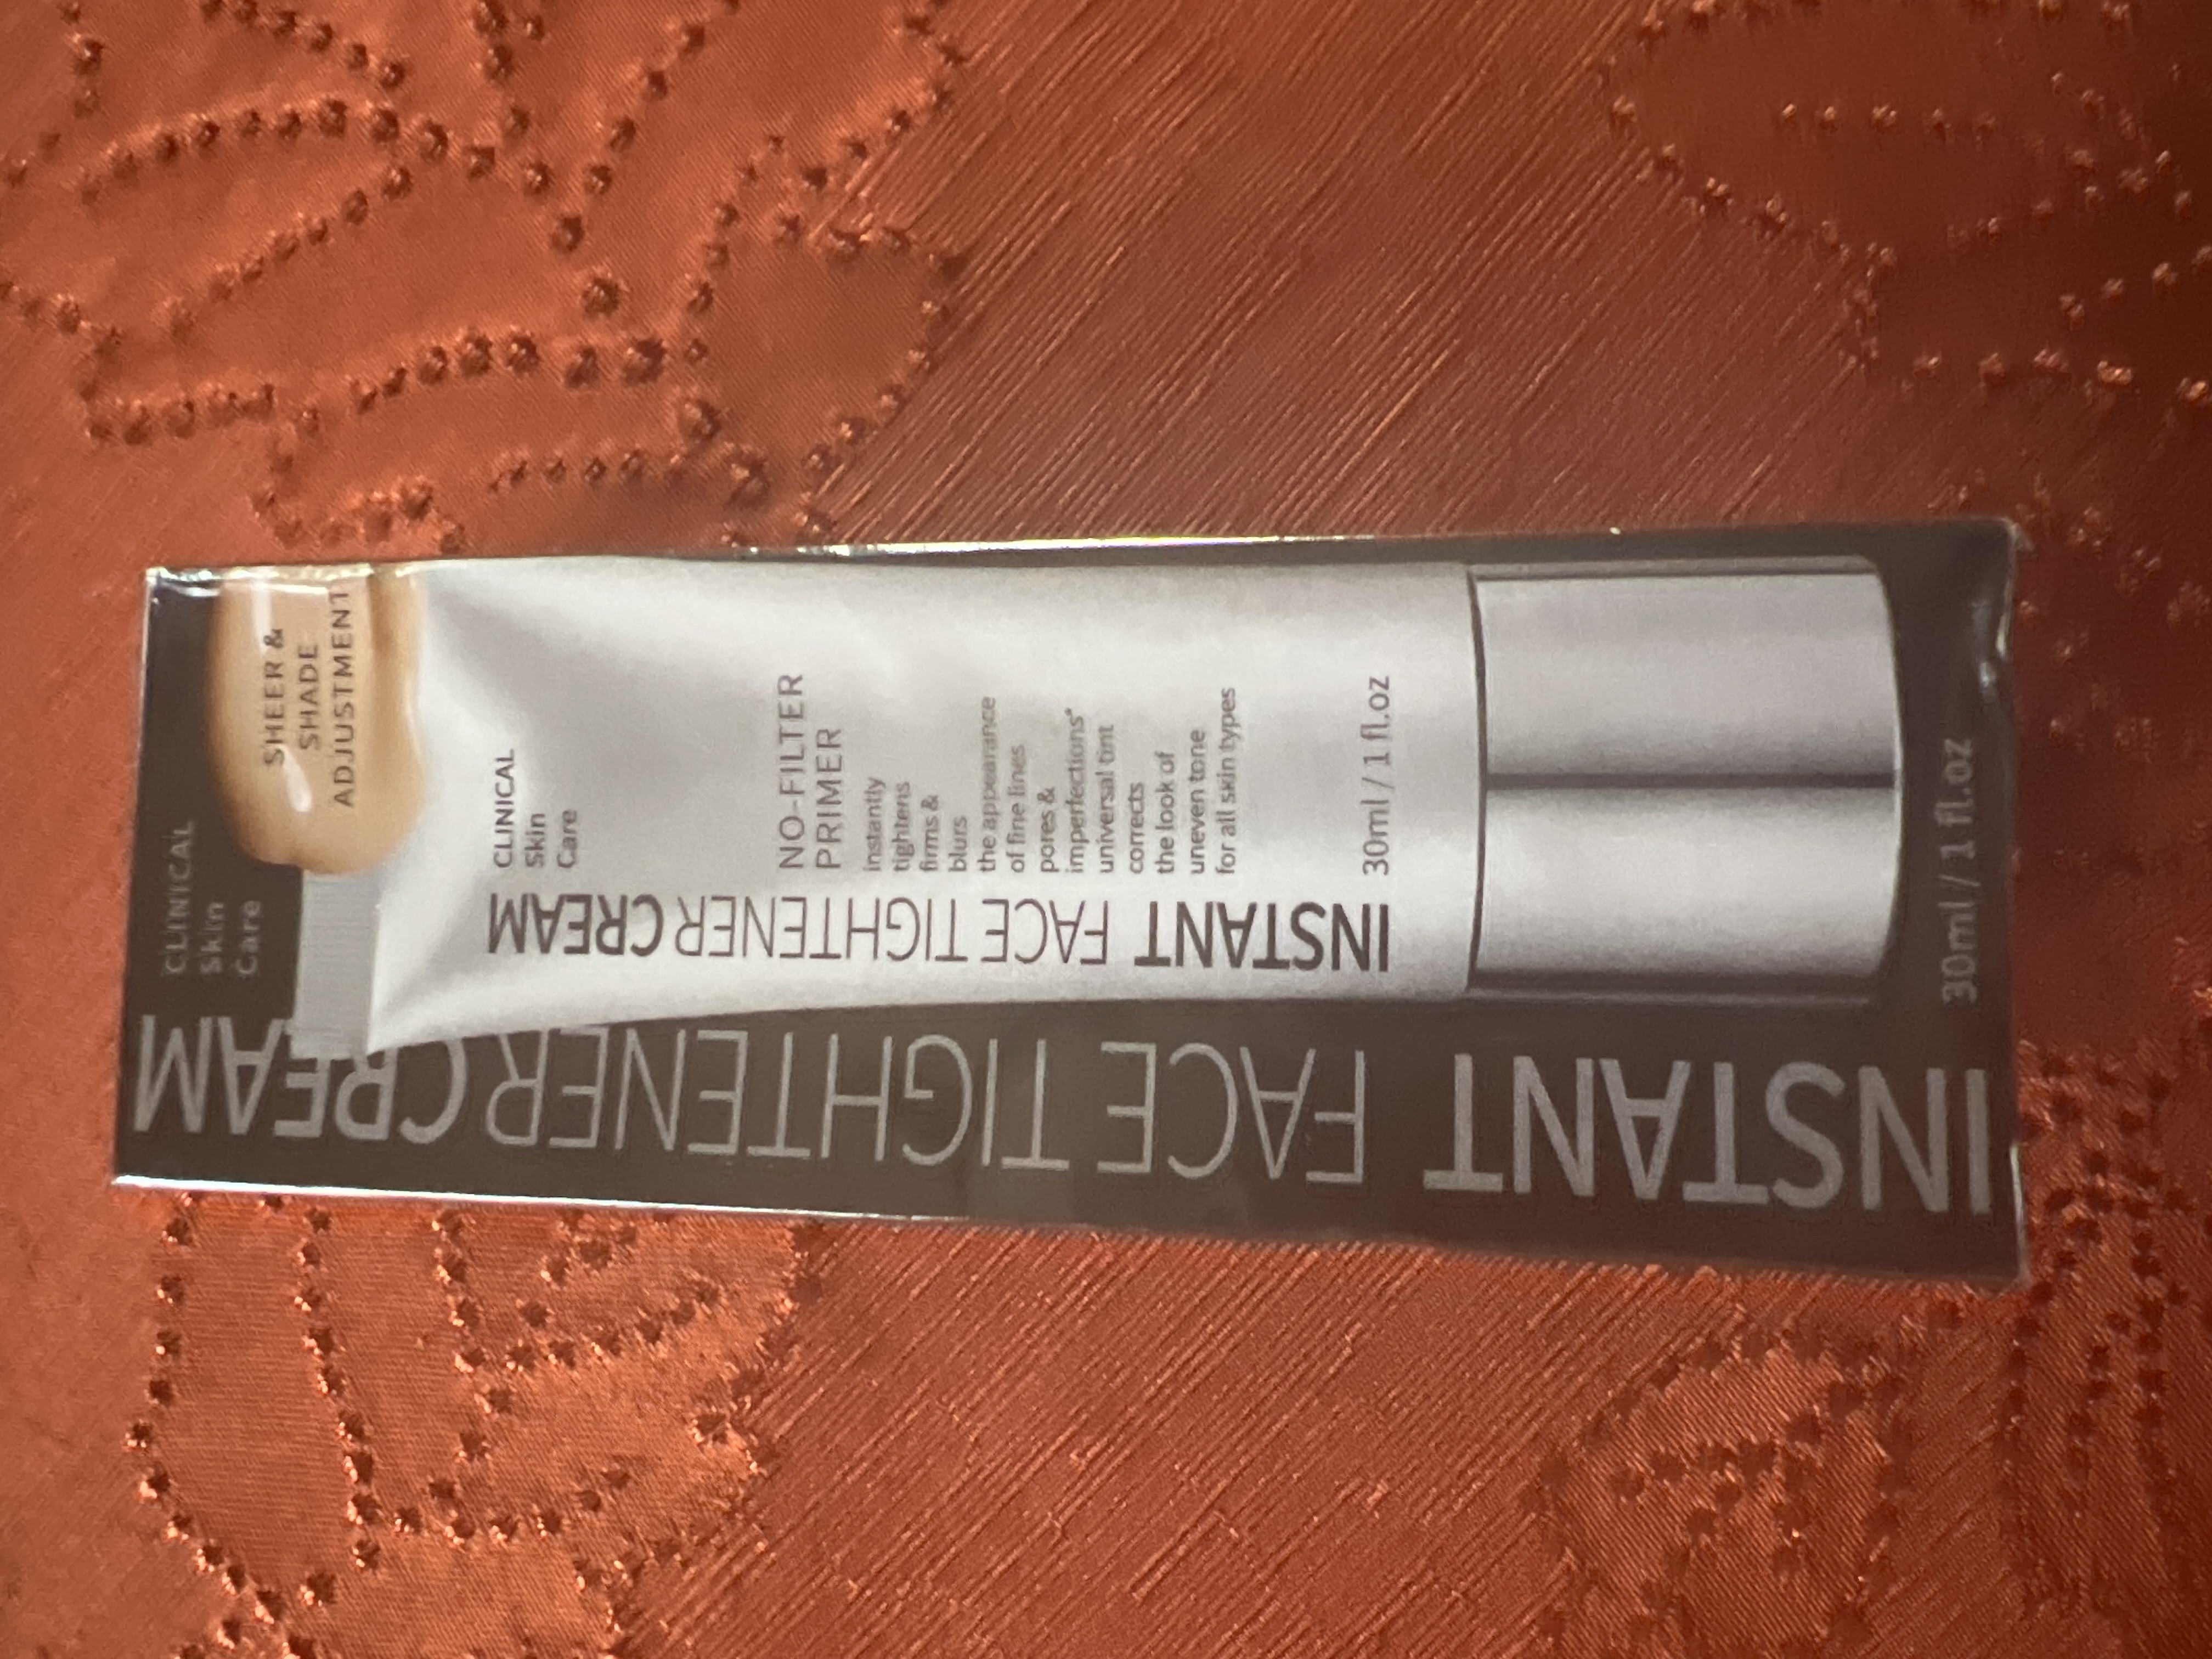 CLINICAL
Skin
Care
SHEER &
SHADE
ADJUSTMENT
INSTANT FACE TIGHTENER CREAM
30ml / 1 fl.oz
CLINICAL
Skin
Care
NO-FILTER
PRIMER
instantly
tightens
firms &
blurs
the appearance
of fine lines
pores &
imperfections*
universal tint
corrects
the look of
uneven tone
for all skin types
INSTANT FACE TIGHTENER CREAM
30ml / 1 fl.oz